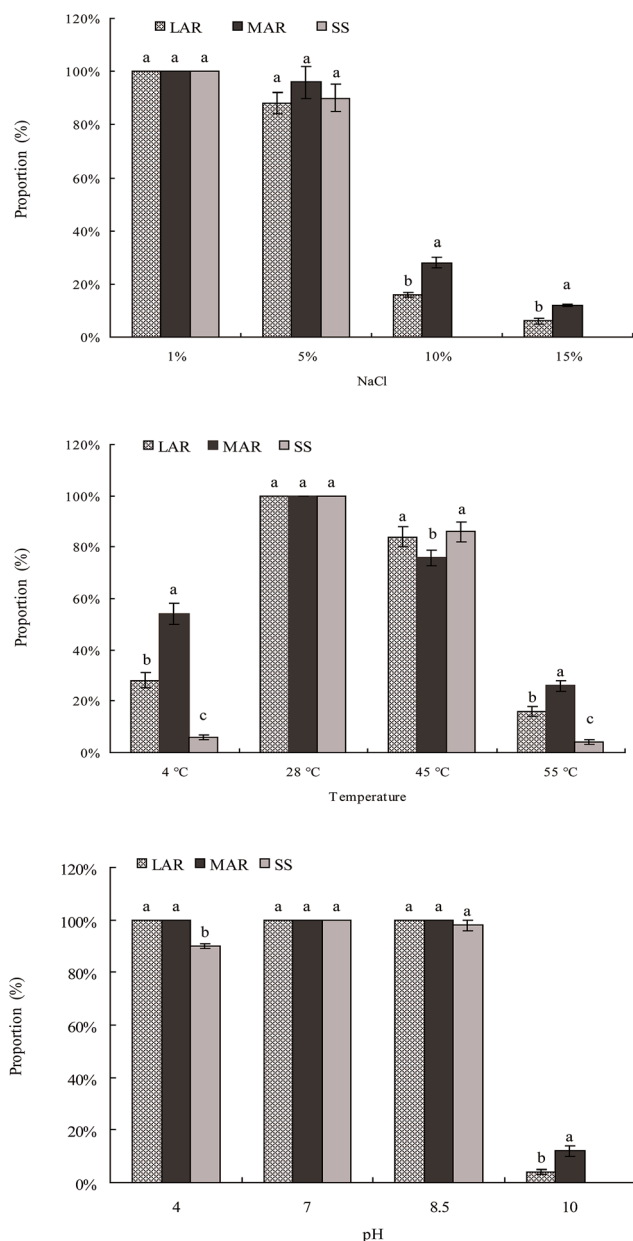 120%
LAR MAR SS
a a a a a a
100%
80%
60%
40%
a
b
20%
a
b
0%
1% 5% 10% 15%
NaCl
Proportion (%)
120%
LAR MAR SS
a a a
100%
a b a
80%
60%
a
40%
b
a
20%
b
c c
0%
4 °C 28 °C 45 °C 55 °C
Temperature
Proportion (%)
120%
LAR MAR SS
a a b a a a a a a
100%
80%
60%
40%
20%
b a
0%
4 7 8.5 10
pH
Proportion (%)